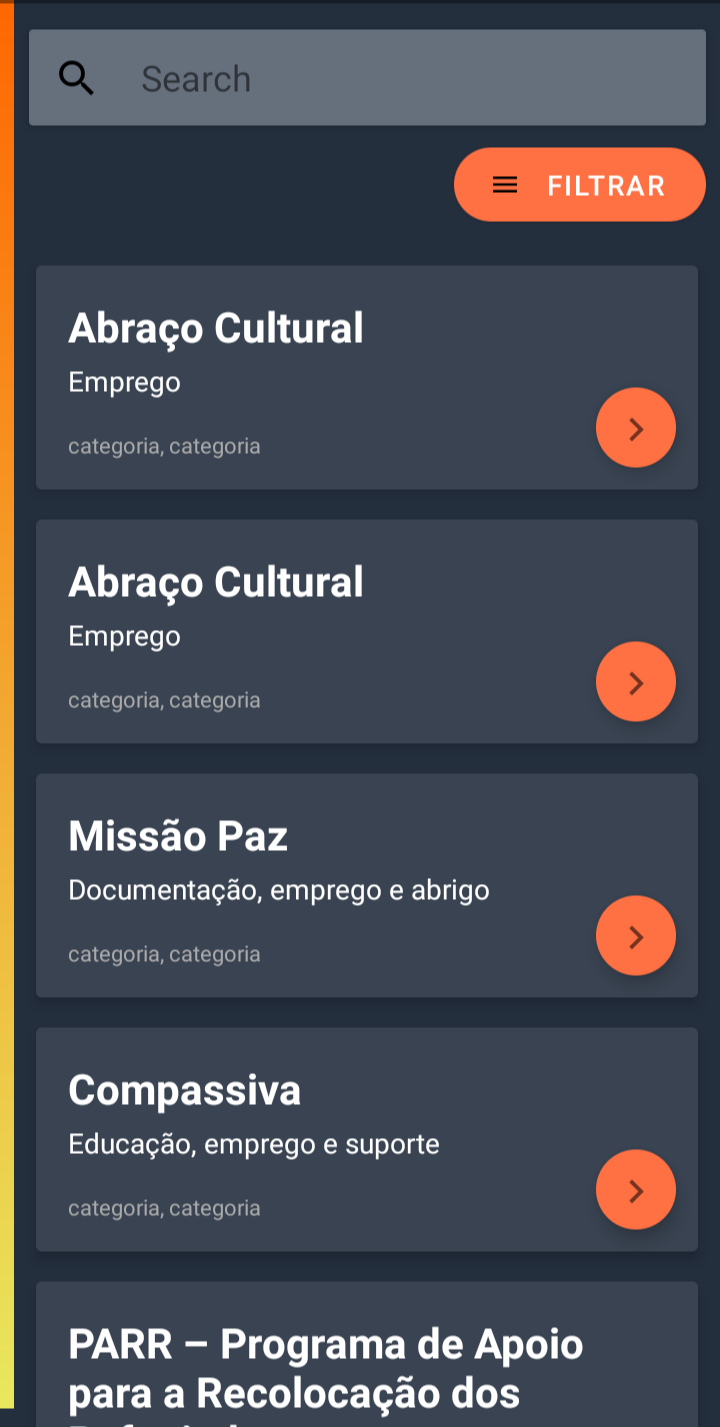 Search
FILTRAR
Abraço Cultural
Emprego
categoria, categoria
Abraço Cultural
Emprego
categoria, categoria
Missão Paz
Documentação, emprego e abrigo
categoria, categoria
Compassiva
Educação, emprego e suporte
categoria, categoria
PARR – Programa de Apoio
para a Recolocação dos